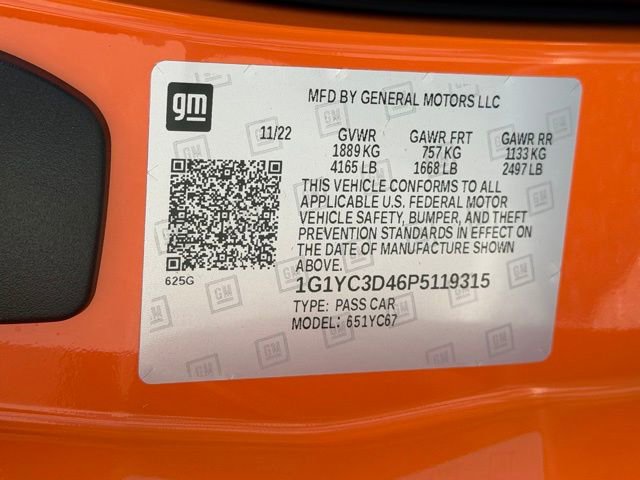 gm
MFD BY GENERAL MOTORS LLC
11/22 GVWR GAWR FRT GAWR RR
1889 KG 757 KG 1133 KG
4165 LB 1668 LB 2497 LB
THIS VEHICLE CONFORMS TO ALL
APPLICABLE U.S. FEDERAL MOTOR
VEHICLE SAFETY, BUMPER, AND THEFT
PREVENTION STANDARDS IN EFFECT ON
THE DATE OF MANUFACTURE SHOWN
ABOVE.
625G
1G1YC3D46P5119315
TYPE: PASS CAR
MODEL: 651YC67